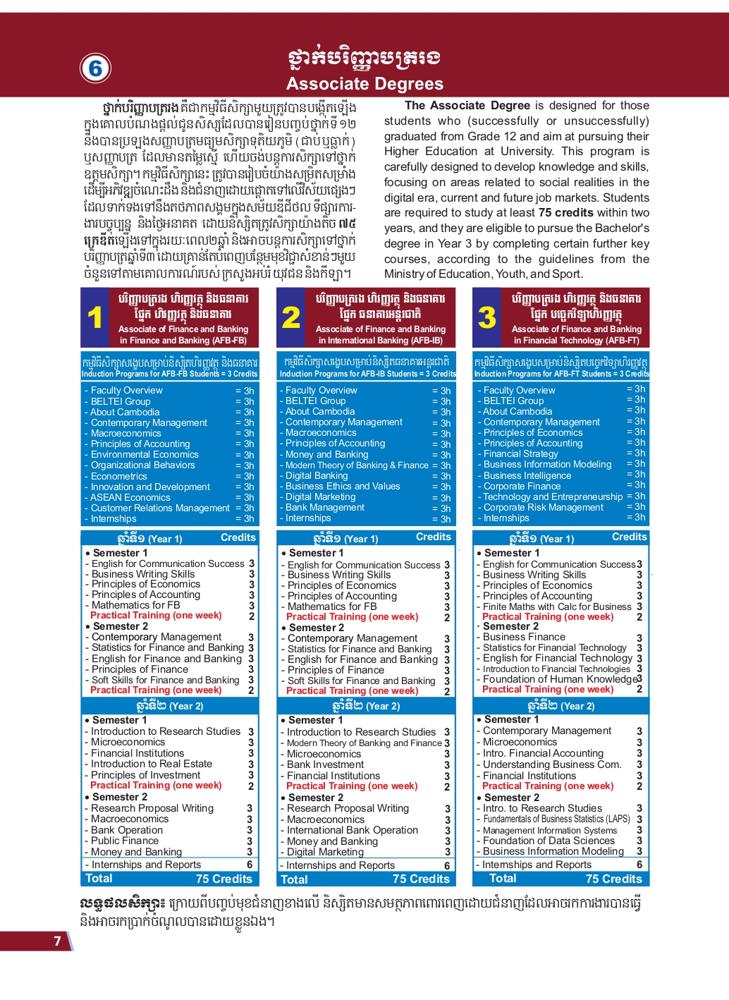 6
ថ្នាក់បរិញ្ញាបត្ររង
Associate Degrees
ថ្នាក់បរិញ្ញាបត្ររង គឺជាកម្មវិធីសិក្សាមួយត្រូវបានបង្កើតឡើង
ក្នុងគោលបំណងផ្តល់ជូនសិស្សដែលបានរៀនបញ្ចប់ថ្នាក់ទី ១២
និងបានប្រឡងសញ្ញាបត្រមធ្យមសិក្សាទុតិយភូមិ (ជាប់ ឬធ្លាក់)
ឬសញ្ញាបត្រ ដែលមានតម្លៃស្មើ ហើយចង់បន្តការសិក្សាទៅថ្នាក់
ឧត្តមសិក្សា។ កម្មវិធីសិក្សានេះ ត្រូវបានរៀបចំយ៉ាងសម្រិតសម្រាំង
ដើម្បីអភិវឌ្ឍចំណេះដឹង និងជំនាញដោយផ្តោតទៅលើវិស័យផ្សេងៗ
ដែលទាក់ទងទៅនឹងតថភាពសង្គមក្នុងសម័យឌីជីថល ទីផ្សារការ-
ងារបច្ចុប្បន្ន និងថ្ងៃអនាគត ដោយនិស្សិតត្រូវសិក្សាយ៉ាងតិច ៧៥
ក្រេឌីតឡើងទៅក្នុងរយៈពេល២ឆ្នាំ និងអាចបន្តការសិក្សាទៅថ្នាក់
បរិញ្ញាបត្រឆ្នាំទី៣ ដោយគ្រាន់តែបំពេញបន្ថែមមុខវិជ្ជាសំខាន់ៗមួយ
ចំនួនទៅតាមគោលការណ៍របស់ ក្រសួងអប់រំ យុវជន និងកីឡា។
The Associate Degree is designed for those
students who (successfully or unsuccessfully)
graduated from Grade 12 and aim at pursuing their
Higher Education at University. This program is
carefully designed to develop knowledge and skills,
focusing on areas related to social realities in the
digital era, current and future job markets. Students
are required to study at least 75 credits within two
years, and they are eligible to pursue the Bachelor's
degree in Year 3 by completing certain further key
courses, according to the guidelines from the
Ministry of Education, Youth, and Sport.
1
បរិញ្ញាបត្ររង ហិរញ្ញវត្ថុ និងធនាគារ
ផ្នែក ហិរញ្ញវត្ថុ និងធនាគារ
Associate of Finance and Banking
in Finance and Banking (AFB-FB)
កម្មវិធីសិក្សាសង្ខេបសម្រាប់និស្សិតហិរញ្ញវត្ថុ និងធនាគារ
Induction Programs for AFB-FB Students = 3 Credits
- Faculty Overview = 3h
- BELTEI Group = 3h
- About Cambodia = 3h
- Contemporary Management = 3h
- Macroeconomics = 3h
- Principles of Accounting = 3h
- Environmental Economics = 3h
- Organizational Behaviors = 3h
- Econometrics = 3h
- Innovation and Development = 3h
- ASEAN Economics = 3h
- Customer Relations Management = 3h
- Internships = 3h
ឆ្នាំទី១ (Year 1) Credits
• Semester 1
- English for Communication Success 3
- Business Writing Skills 3
- Principles of Economics 3
- Principles of Accounting 3
- Mathematics for FB 3
Practical Training (one week) 2
• Semester 2
- Contemporary Management 3
- Statistics for Finance and Banking 3
- English for Finance and Banking 3
- Principles of Finance 3
- Soft Skills for Finance and Banking 3
Practical Training (one week) 2
ឆ្នាំទី២ (Year 2)
• Semester 1
- Introduction to Research Studies 3
- Microeconomics 3
- Financial Institutions 3
- Introduction to Real Estate 3
- Principles of Investment 3
Practical Training (one week) 2
• Semester 2
- Research Proposal Writing 3
- Macroeconomics 3
- Bank Operation 3
- Public Finance 3
- Money and Banking 3
- Internships and Reports 6
Total 75 Credits
2
បរិញ្ញាបត្ររង ហិរញ្ញវត្ថុ និងធនាគារ
ផ្នែក ធនាគារអន្តរជាតិ
Associate of Finance and Banking
in International Banking (AFB-IB)
កម្មវិធីសិក្សាសង្ខេបសម្រាប់និស្សិតធនាគារអន្តរជាតិ
Induction Programs for AFB-IB Students = 3 Credits
- Faculty Overview = 3h
- BELTEI Group = 3h
- About Cambodia = 3h
- Contemporary Management = 3h
- Macroeconomics = 3h
- Principles of Accounting = 3h
- Money and Banking = 3h
- Modern Theory of Banking & Finance = 3h
- Digital Banking = 3h
- Business Ethics and Values = 3h
- Digital Marketing = 3h
- Bank Management = 3h
- Internships = 3h
ឆ្នាំទី១ (Year 1) Credits
• Semester 1
- English for Communication Success 3
- Business Writing Skills 3
- Principles of Economics 3
- Principles of Accounting 3
- Mathematics for FB 3
Practical Training (one week) 2
• Semester 2
- Contemporary Management 3
- Statistics for Finance and Banking 3
- English for Finance and Banking 3
- Principles of Finance 3
- Soft Skills for Finance and Banking 3
Practical Training (one week) 2
ឆ្នាំទី២ (Year 2)
• Semester 1
- Introduction to Research Studies 3
- Modern Theory of Banking and Finance 3
- Microeconomics 3
- Bank Investment 3
- Financial Institutions 3
Practical Training (one week) 2
• Semester 2
- Research Proposal Writing 3
- Macroeconomics 3
- International Bank Operation 3
- Money and Banking 3
- Digital Marketing 3
- Internships and Reports 6
Total 75 Credits
3
បរិញ្ញាបត្ររង ហិរញ្ញវត្ថុ និងធនាគារ
ផ្នែក បច្ចេកវិទ្យាហិរញ្ញវត្ថុ
Associate of Finance and Banking
in Financial Technology (AFB-FT)
កម្មវិធីសិក្សាសង្ខេបសម្រាប់និស្សិតបច្ចេកវិទ្យាហិរញ្ញវត្ថុ
Induction Programs for AFB-FT Students = 3 Credits
- Faculty Overview = 3h
- BELTEI Group = 3h
- About Cambodia = 3h
- Contemporary Management = 3h
- Principles of Economics = 3h
- Principles of Accounting = 3h
- Financial Strategy = 3h
- Business Information Modeling = 3h
- Business Intelligence = 3h
- Corporate Finance = 3h
- Technology and Entrepreneurship = 3h
- Corporate Risk Management = 3h
- Internships = 3h
ឆ្នាំទី១ (Year 1) Credits
• Semester 1
- English for Communication Success 3
- Business Writing Skills 3
- Principles of Economics 3
- Principles of Accounting 3
- Finite Maths with Calc for Business 3
Practical Training (one week) 2
• Semester 2
- Business Finance 3
- Statistics for Financial Technology 3
- English for Financial Technology 3
- Introduction to Financial Technologies 3
- Foundation of Human Knowledge 3
Practical Training (one week) 2
ឆ្នាំទី២ (Year 2)
• Semester 1
- Contemporary Management 3
- Microeconomics 3
- Intro. Financial Accounting 3
- Understanding Business Com. 3
- Financial Institutions 3
Practical Training (one week) 2
• Semester 2
- Intro. to Research Studies 3
- Fundamentals of Business Statistics (LAPS) 3
- Management Information Systems 3
- Foundation of Data Sciences 3
- Business Information Modeling 3
- Internships and Reports 6
Total 75 Credits
លទ្ធផលសិក្សា៖ ក្រោយពីបញ្ចប់មុខជំនាញខាងលើ និស្សិតមានសមត្ថភាពពោរពេញដោយជំនាញដែលអាចរកការងារបានធ្វើ
និងអាចរកប្រាក់ចំណូលបានដោយខ្លួនឯង។
7